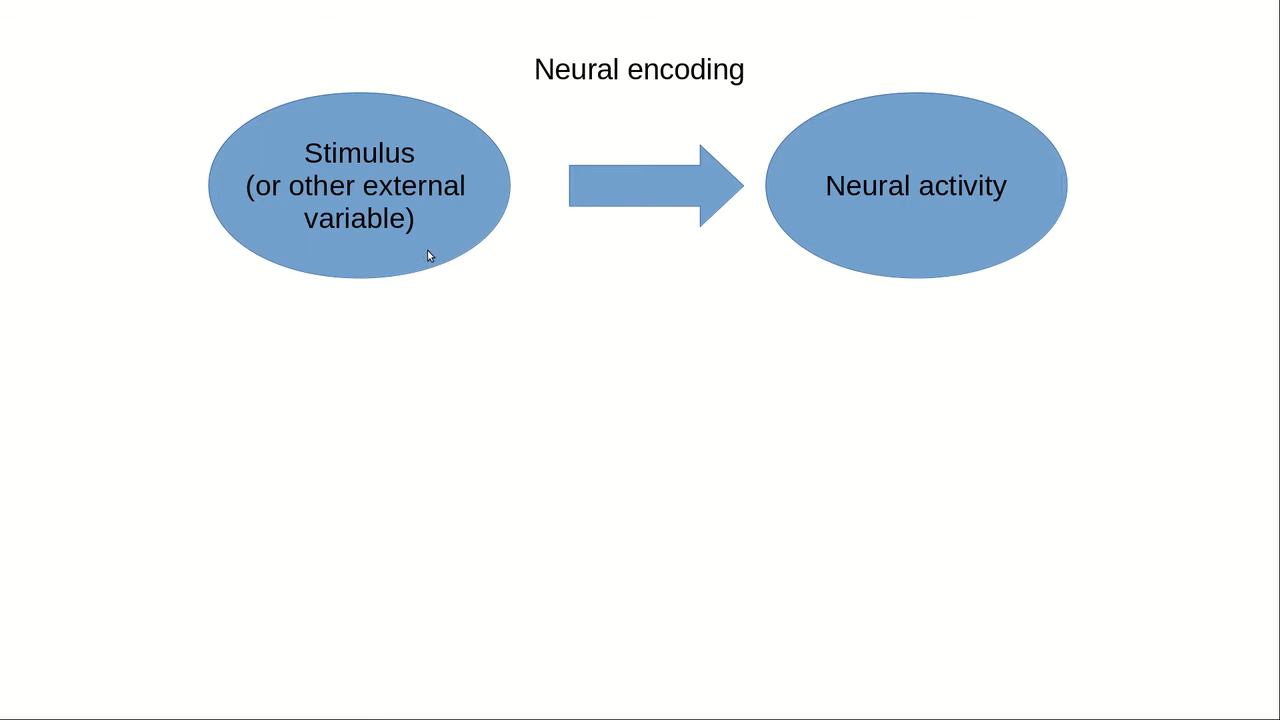 Neural encoding
Stimulus
(or other external
variable)
Neural activity